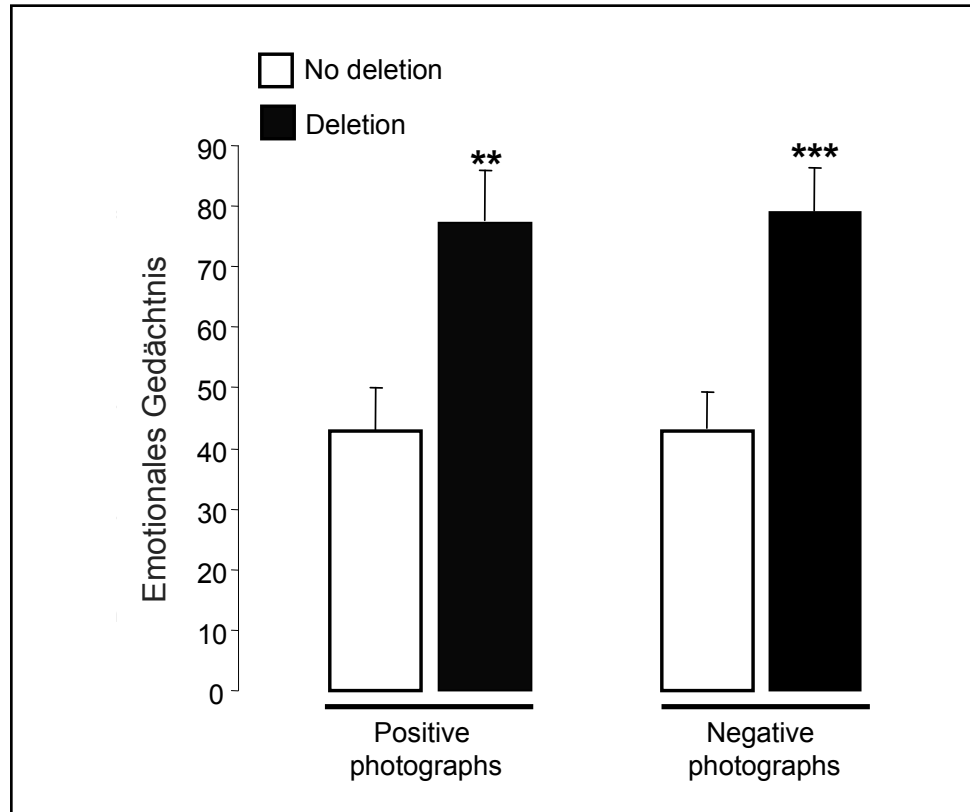 No deletion
Deletion
**
***
90
80
70
60
50
40
30
20
10
0
Emotionales Gedächtnis
Positive
photographs
Negative
photographs